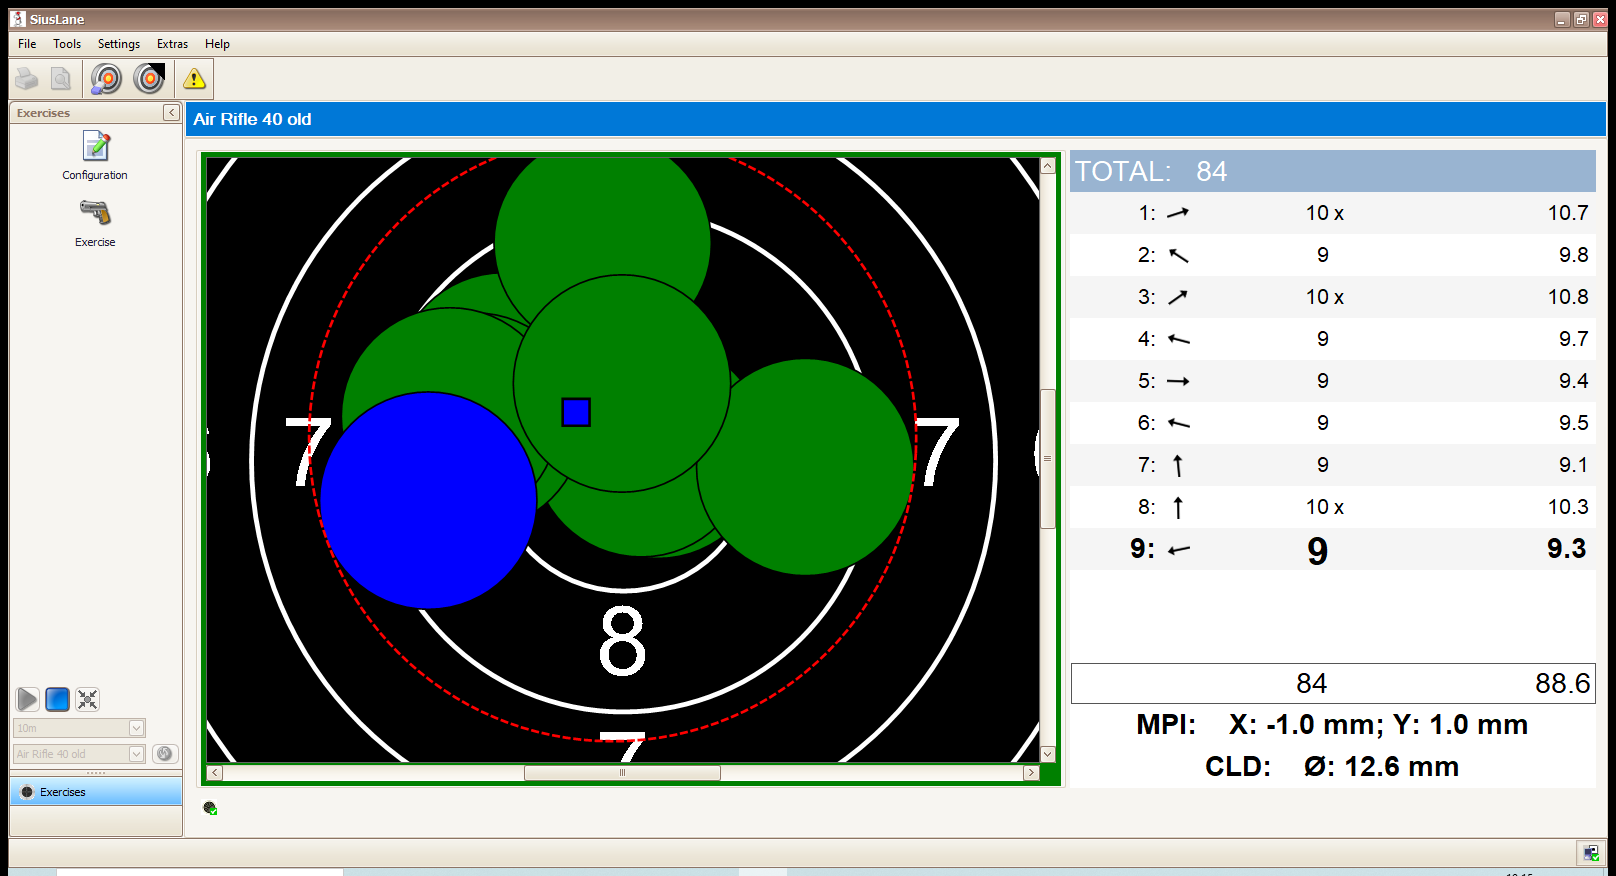 SiusLane
File Tools Settings Extras Help
Exercises
Configuration
Exercise
10m
Air Rifle 40 old
Exercises
Air Rifle 40 old
7
7
8
7
TOTAL: 84
1: 10 x 10.7
2: 9 9.8
3: 10 x 10.8
4: 9 9.7
5: 9 9.4
6: 9 9.5
7: 9 9.1
8: 10 x 10.3
9: 9 9.3
84 88.6
MPI: X: -1.0 mm; Y: 1.0 mm
CLD: Ø: 12.6 mm